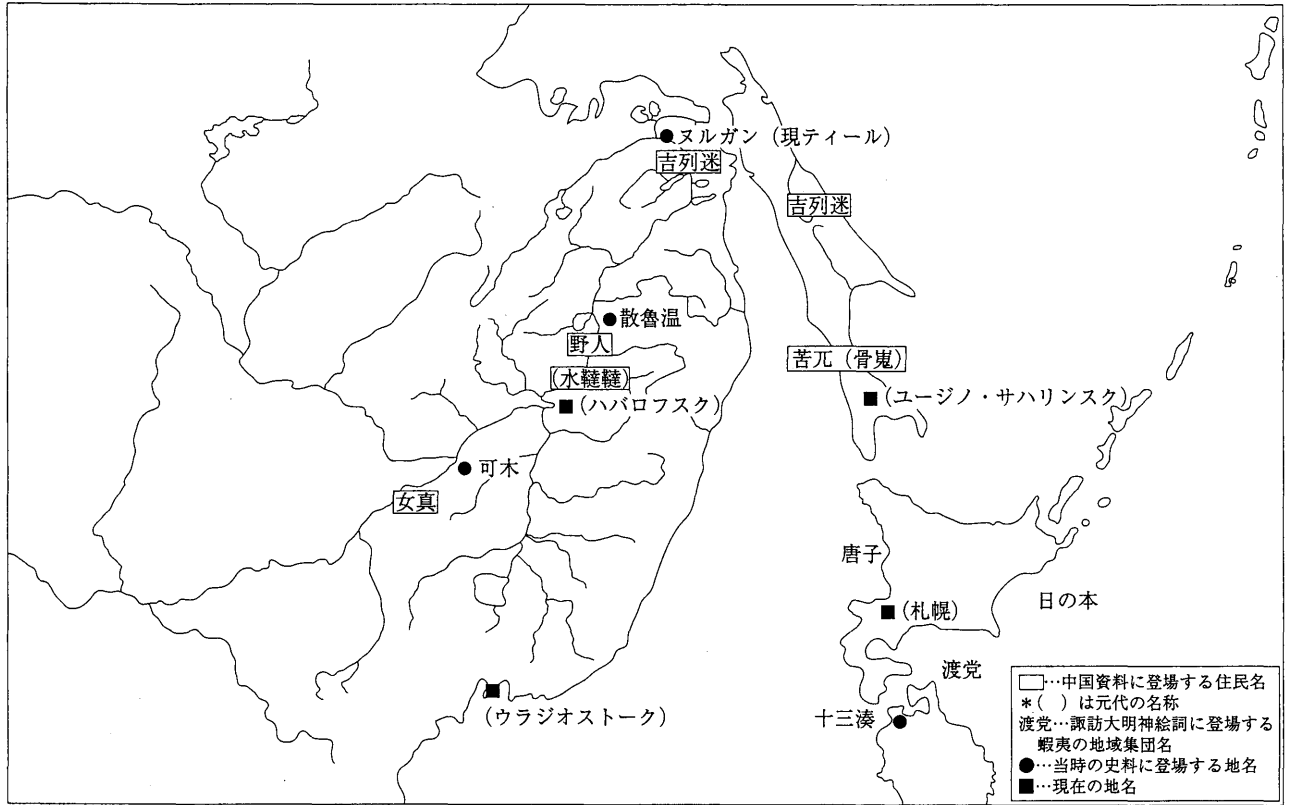 ヌルガン（現ティール）
吉列迷
吉列迷
散魯温
野人
(水韃韃)
(ハバロフスク)
苦兀（骨嵬）
(ユージノ・サハリンスク)
可木
女真
唐子
日の本
(札幌)
渡党
(ウラジオストーク)
十三湊
□…中国資料に登場する住民名
＊(　) は元代の名称
渡党…諏訪大明神絵詞に登場する
蝦夷の地域集団名
●…当時の史料に登場する地名
■…現在の地名